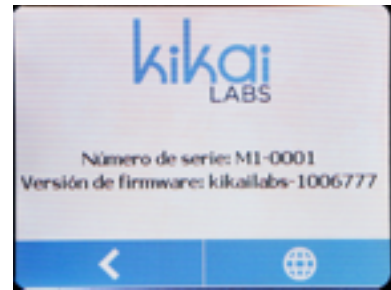 kikai
LABS
Número de serie: M1-0001
Versión de firmware: kikailabs-1006777